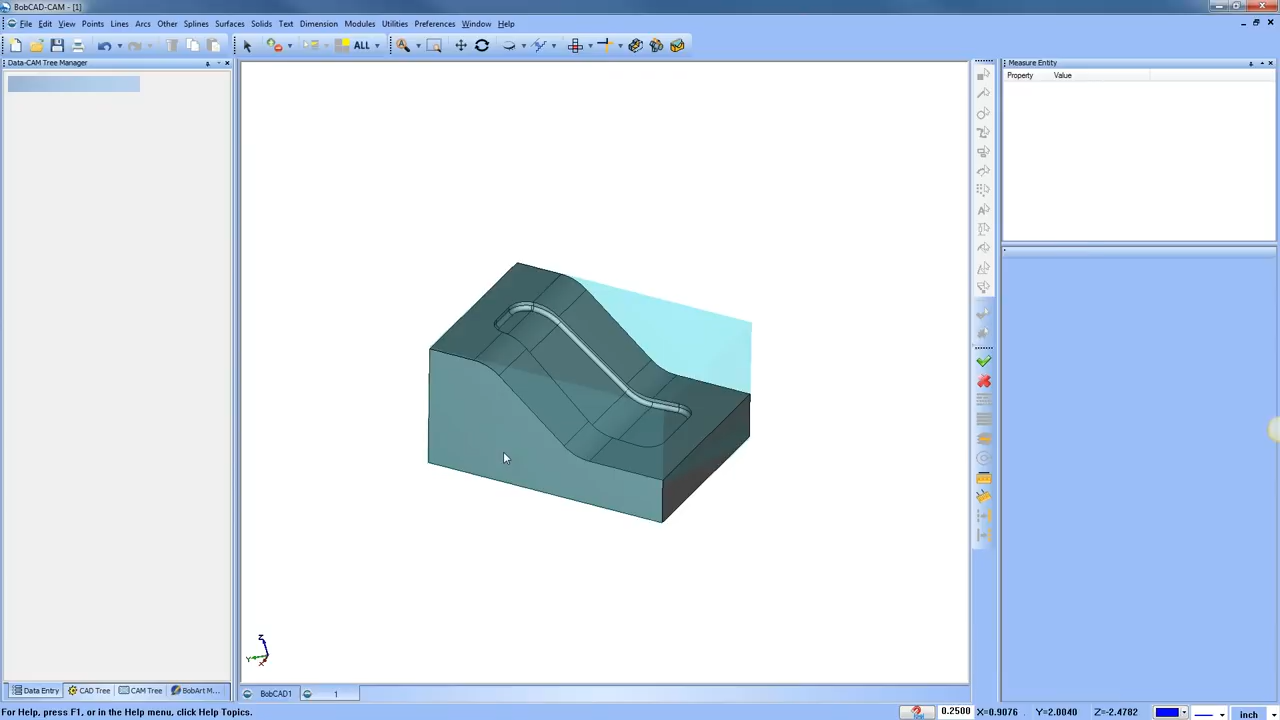 BobCAD-CAM - [1]
File Edit View Points Lines Arcs Other Splines Surfaces Solids Text Dimension Modules Utilities Preferences Window Help
ALL
Data-CAM Tree Manager
Measure Entity
Property Value
Z
Y
X
Data Entry CAD Tree CAM Tree BobArt M...
BobCAD1 1
For Help, press F1, or in the Help menu, click Help Topics.
0.2500 X=0.9076 Y=2.0040 Z=-2.4782 inch